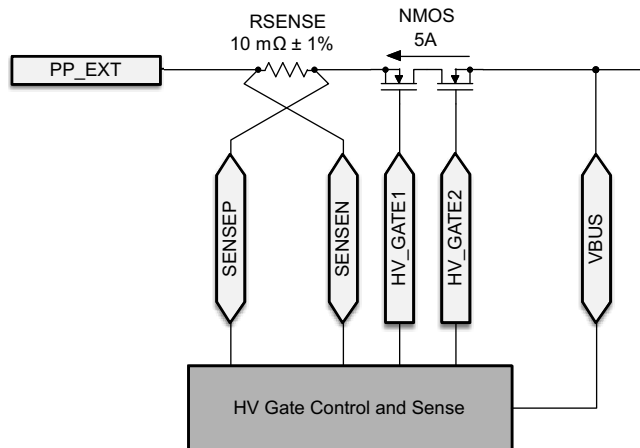 RSENSE
10 mΩ ± 1%
NMOS
5A
PP_EXT
SENSEP
SENSEN
HV_GATE1
HV_GATE2
VBUS
HV Gate Control and Sense